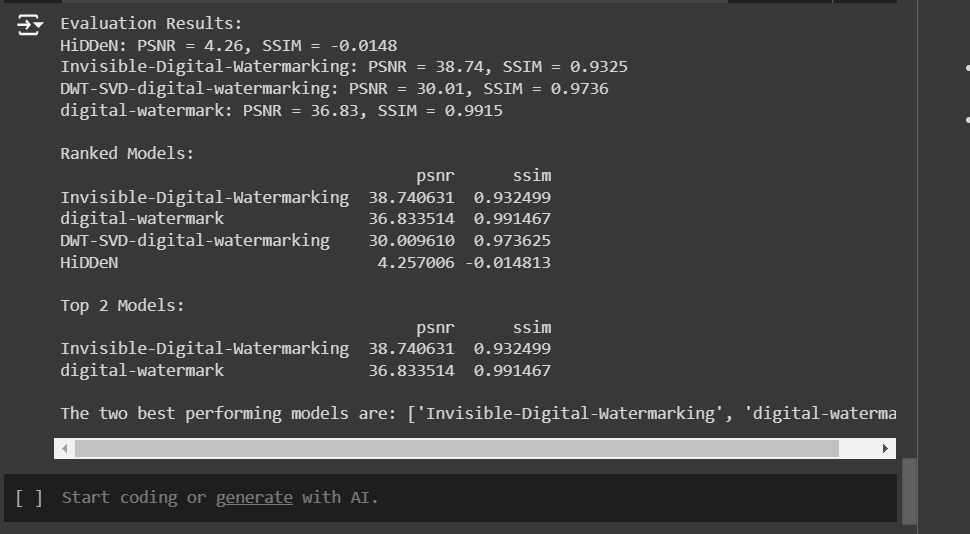 Evaluation Results:
HiDDeN: PSNR = 4.26, SSIM = -0.0148
Invisible-Digital-Watermarking: PSNR = 38.74, SSIM = 0.9325
DWT-SVD-digital-watermarking: PSNR = 30.01, SSIM = 0.9736
digital-watermark: PSNR = 36.83, SSIM = 0.9915
Ranked Models:
psnr ssim
Invisible-Digital-Watermarking 38.740631 0.932499
digital-watermark 36.833514 0.991467
DWT-SVD-digital-watermarking 30.009610 0.973625
HiDDeN 4.257006 -0.014813
Top 2 Models:
psnr ssim
Invisible-Digital-Watermarking 38.740631 0.932499
digital-watermark 36.833514 0.991467
The two best performing models are: ['Invisible-Digital-Watermarking', 'digital-waterma
[ ] Start coding or generate with AI.